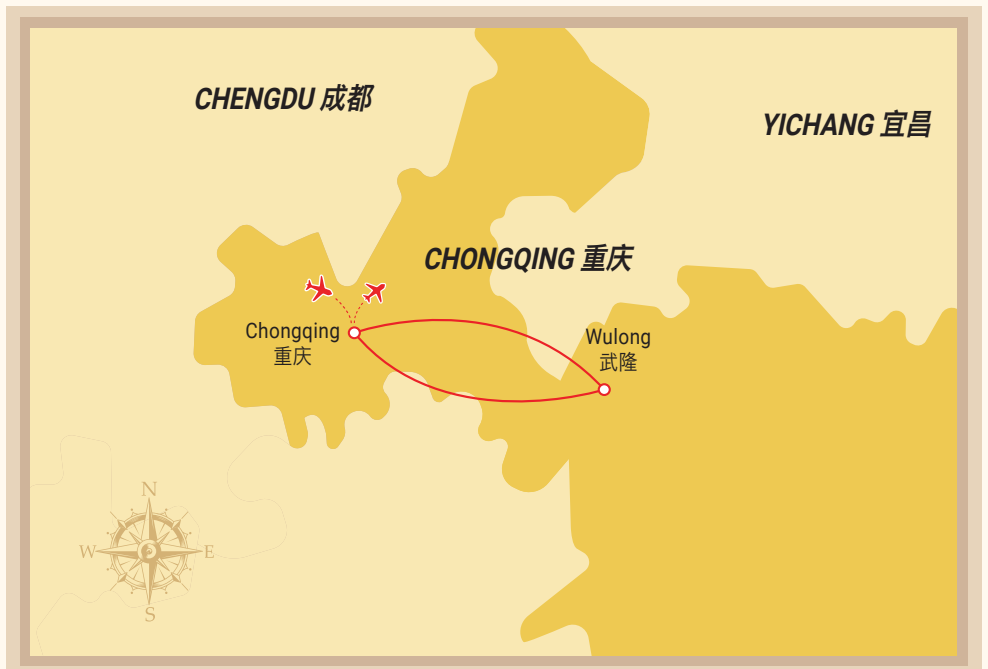 CHENGDU 成都
YICHANG 宜昌
CHONGQING 重庆
Chongqing
重庆
Wulong
武隆
N
W
E
S